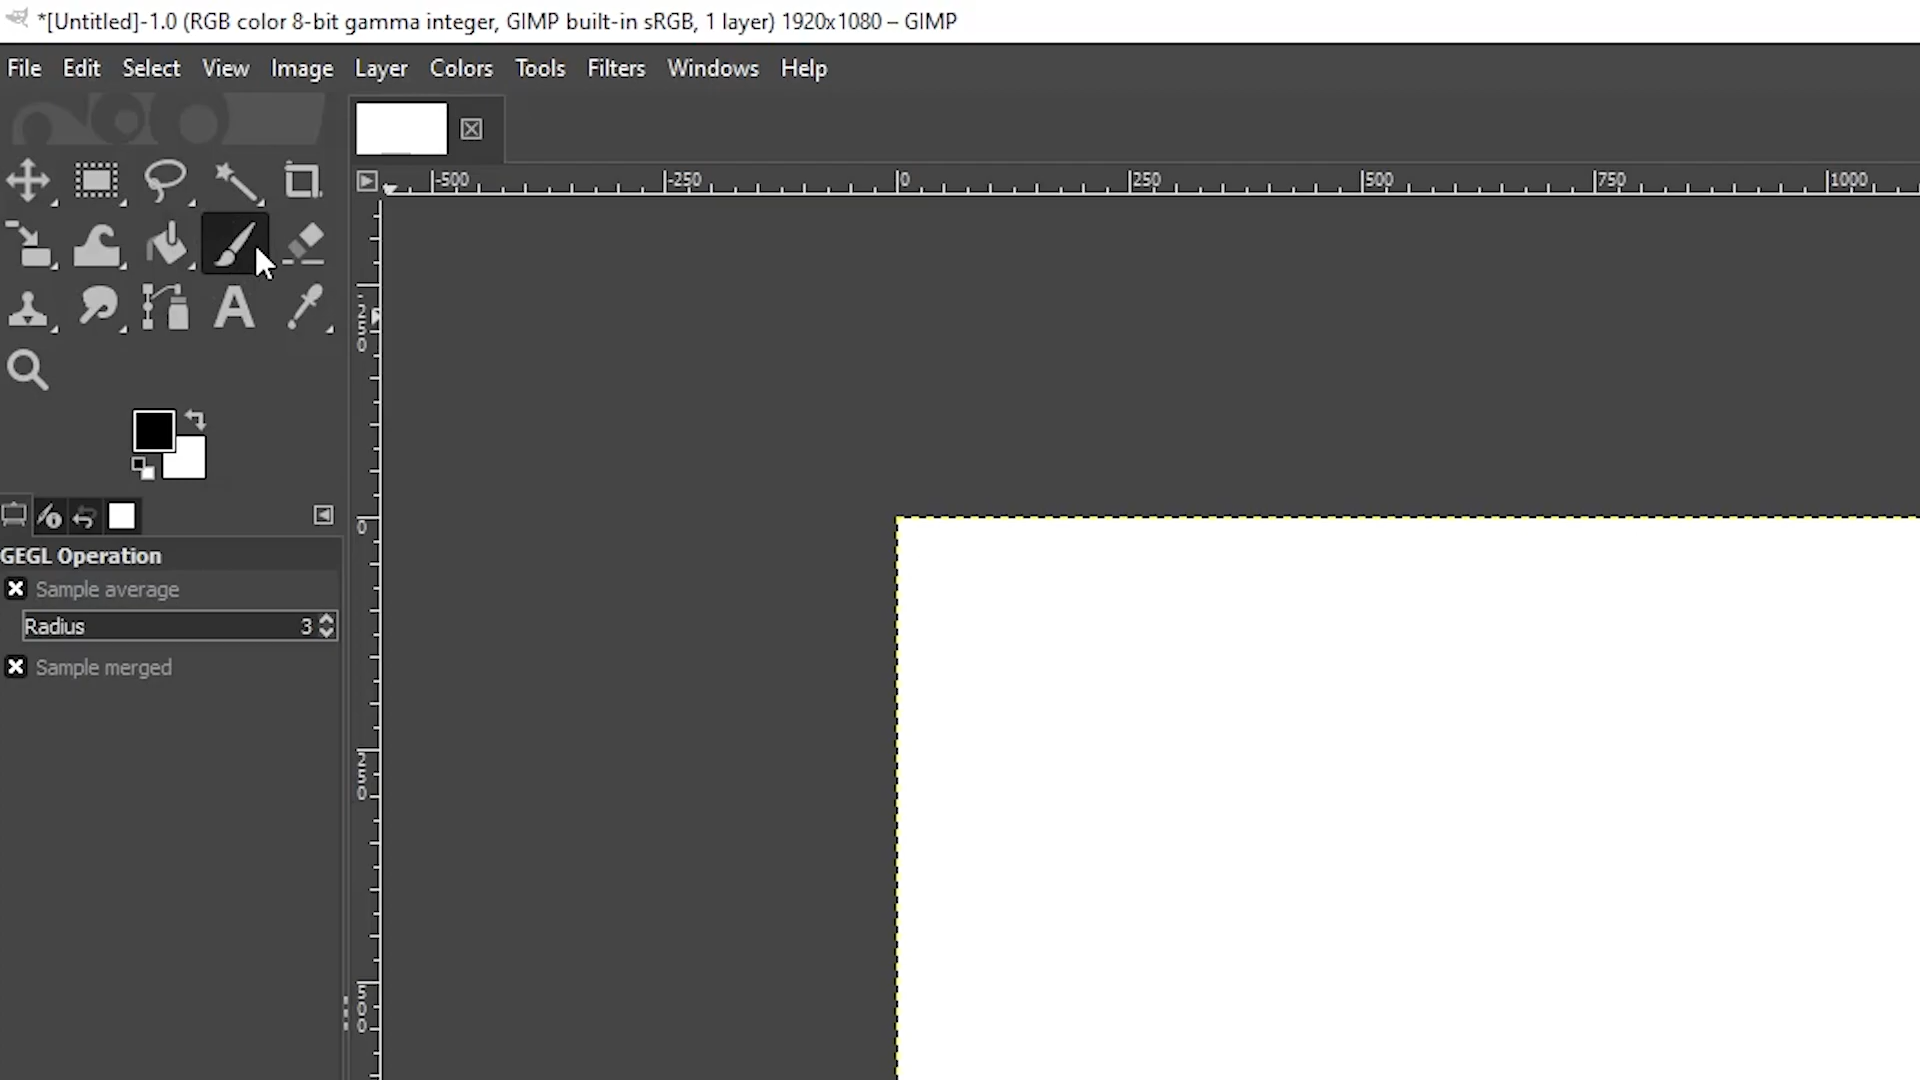 *[Untitled]-1.0 (RGB color 8-bit gamma integer, GIMP built-in sRGB, 1 layer) 1920x1080 – GIMP
File Edit Select View Image Layer Colors Tools Filters Windows Help
-500 -250 0 250 500 750 1000
-250
0
250
500
GEGL Operation
Sample average
Radius 3
Sample merged